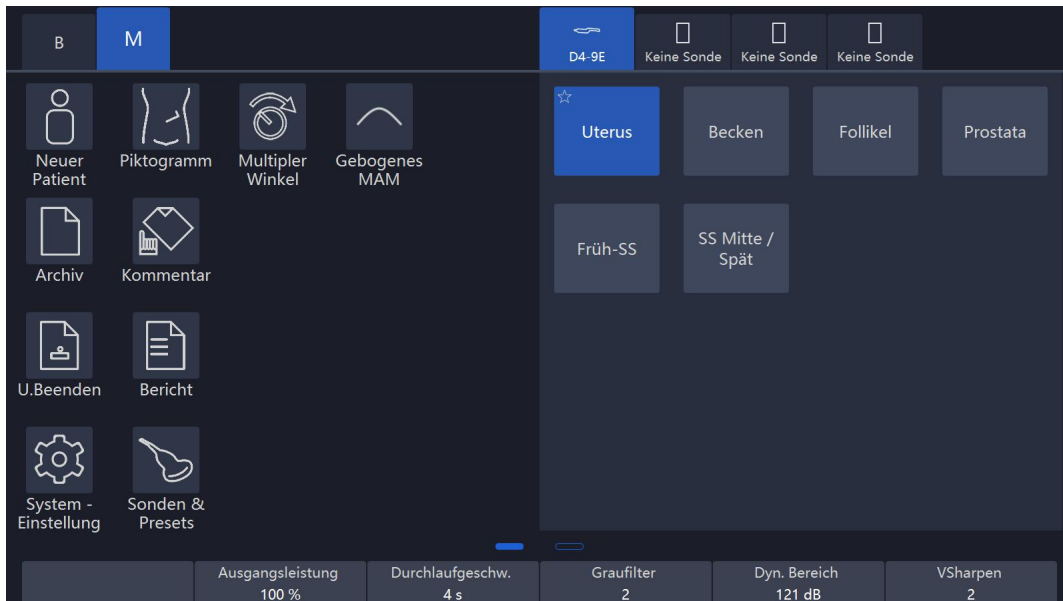 B
M
D4-9E
Keine Sonde
Keine Sonde
Keine Sonde
Neuer
Patient
Piktogramm
Multipler
Winkel
Gebogenes
MAM
Archiv
Kommentar
U.Beenden
Bericht
System -
Einstellung
Sonden &
Presets
Uterus
Becken
Follikel
Prostata
Früh-SS
SS Mitte /
Spät
Ausgangsleistung
100 %
Durchlaufgeschw.
4 s
Graufilter
2
Dyn. Bereich
121 dB
VSharpen
2